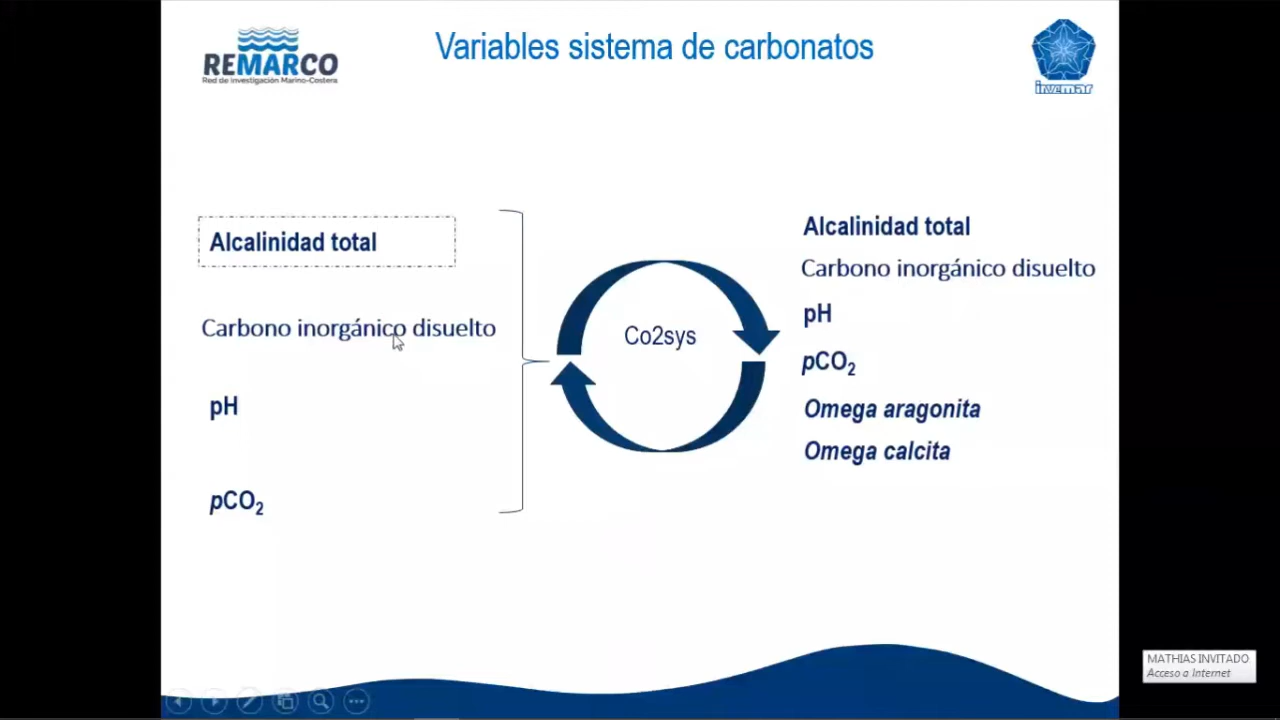 REMARCO
Red de Investigación Marino-Costera
Variables sistema de carbonatos
invemar
Alcalinidad total
Carbono inorgánico disuelto
pH
pCO₂
Co2sys
Alcalinidad total
Carbono inorgánico disuelto
pH
pCO₂
Omega aragonita
Omega calcita
MATHIAS INVITADO
Acceso a Internet